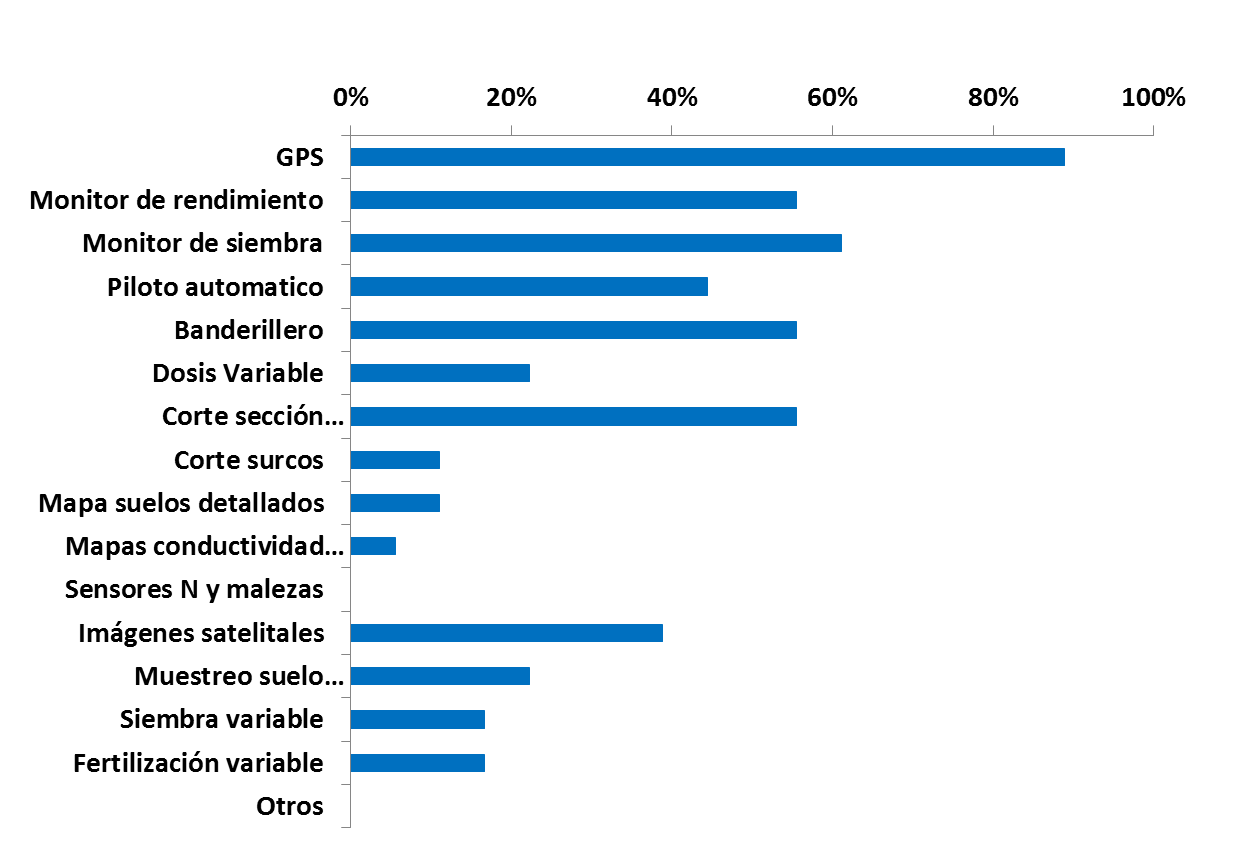 0% 20% 40% 60% 80% 100%
GPS
Monitor de rendimiento
Monitor de siembra
Piloto automatico
Banderillero
Dosis Variable
Corte sección...
Corte surcos
Mapa suelos detallados
Mapas conductividad...
Sensores N y malezas
Imágenes satelitales
Muestreo suelo...
Siembra variable
Fertilización variable
Otros